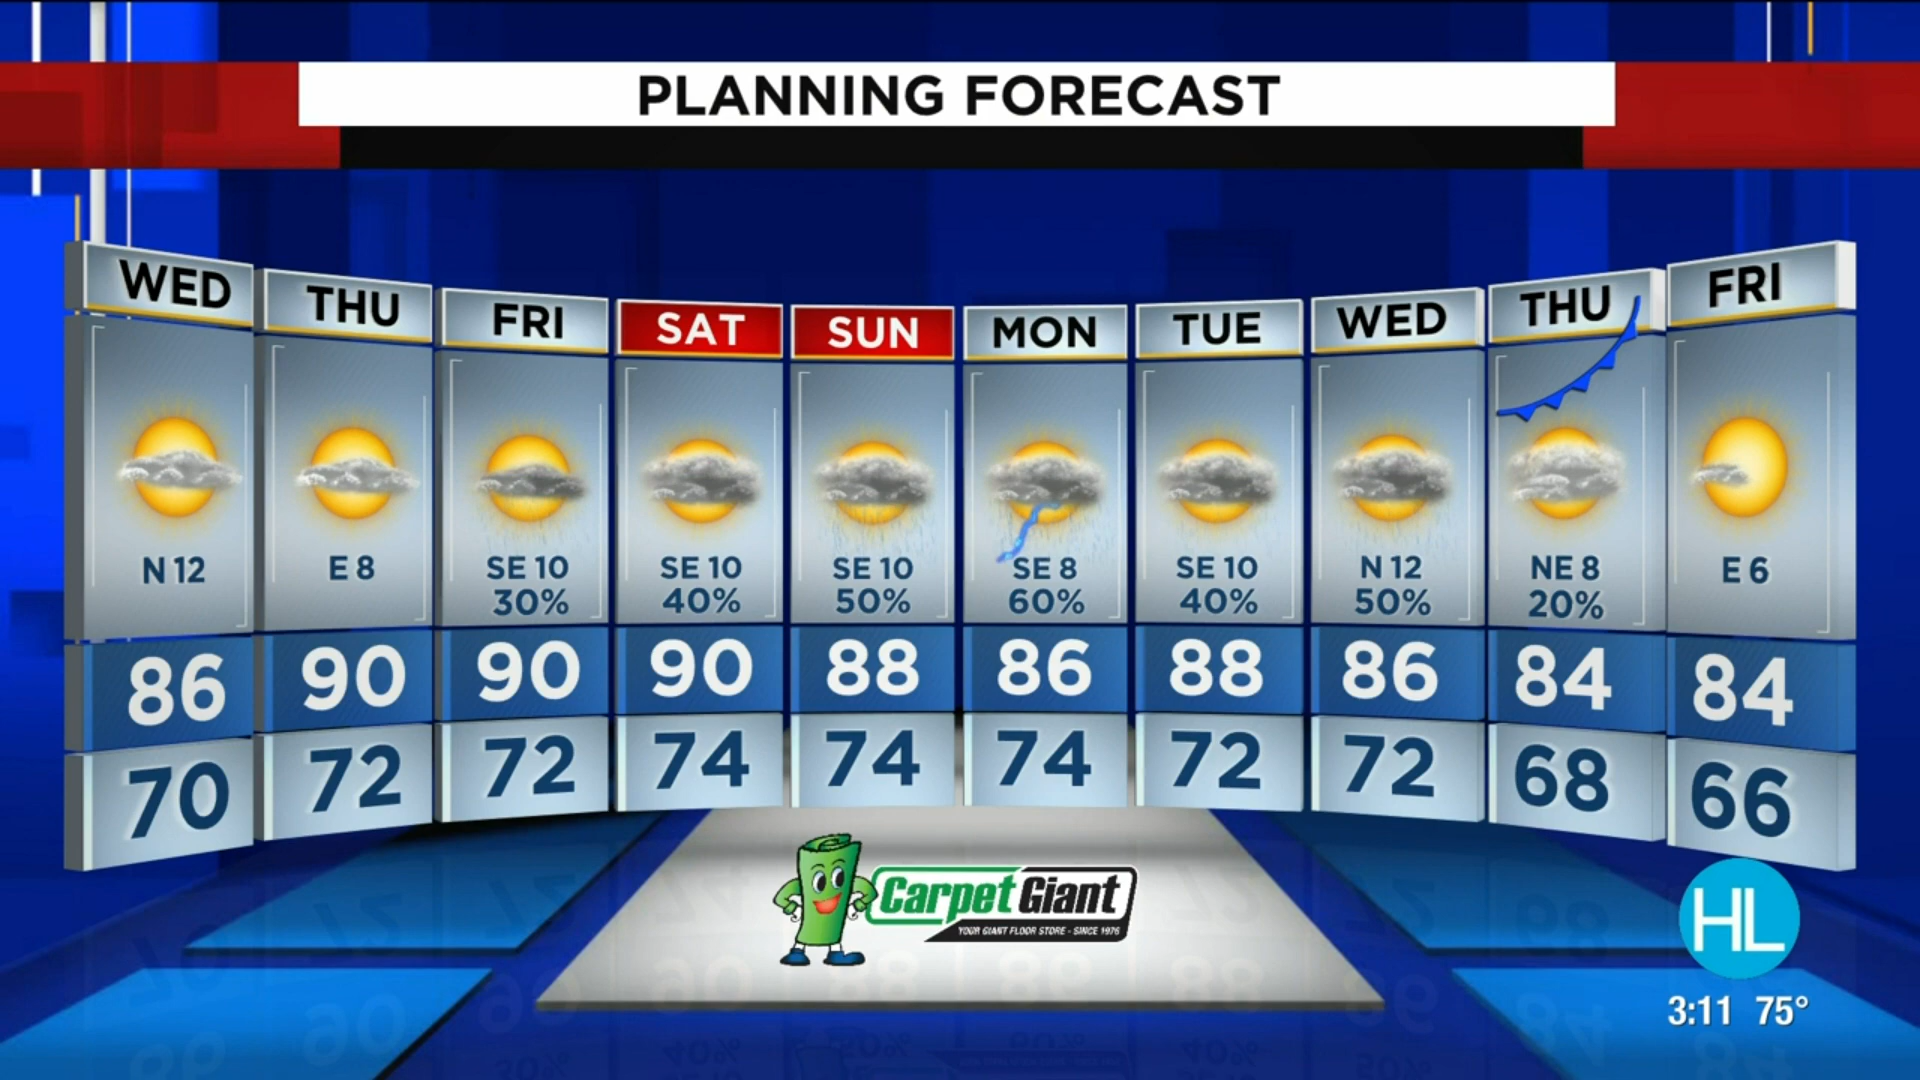 PLANNING FORECAST
WED THU FRI SAT SUN MON TUE WED THU FRI
N 12 E 8 SE 10 SE 10 SE 10 SE 8 SE 10 N 12 NE 8 E 6
30% 40% 50% 60% 40% 50% 20%
86 90 90 90 88 86 88 86 84 84
70 72 72 74 74 74 72 72 68 66
Carpet Giant
YOUR GIANT FLOOR STORE - SINCE 1976
HL
3:11 75°